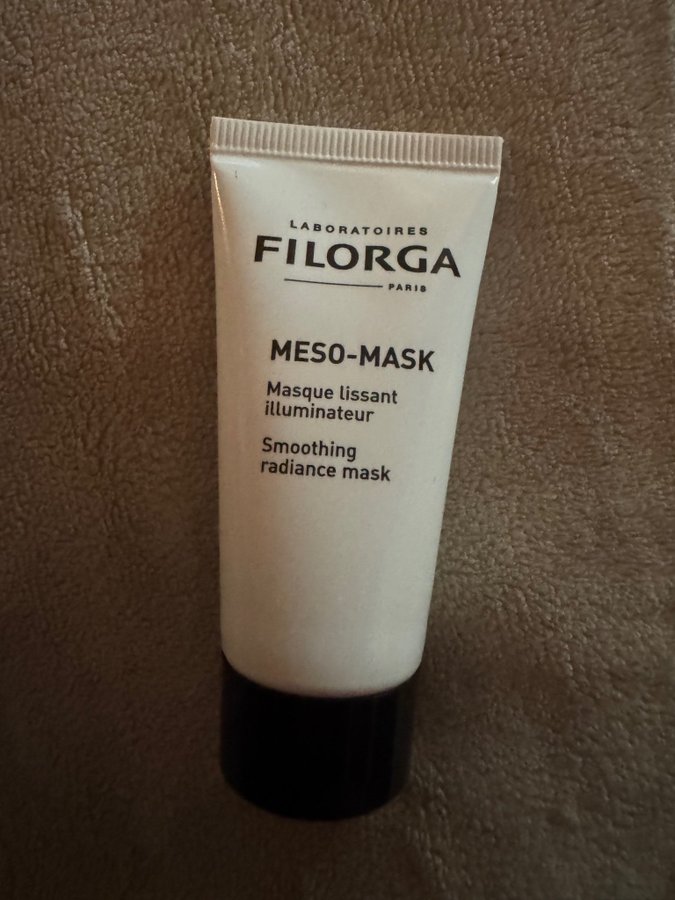 LABORATOIRES
FILORGA
PARIS
MESO-MASK
Masque lissant
illuminateur
Smoothing
radiance mask